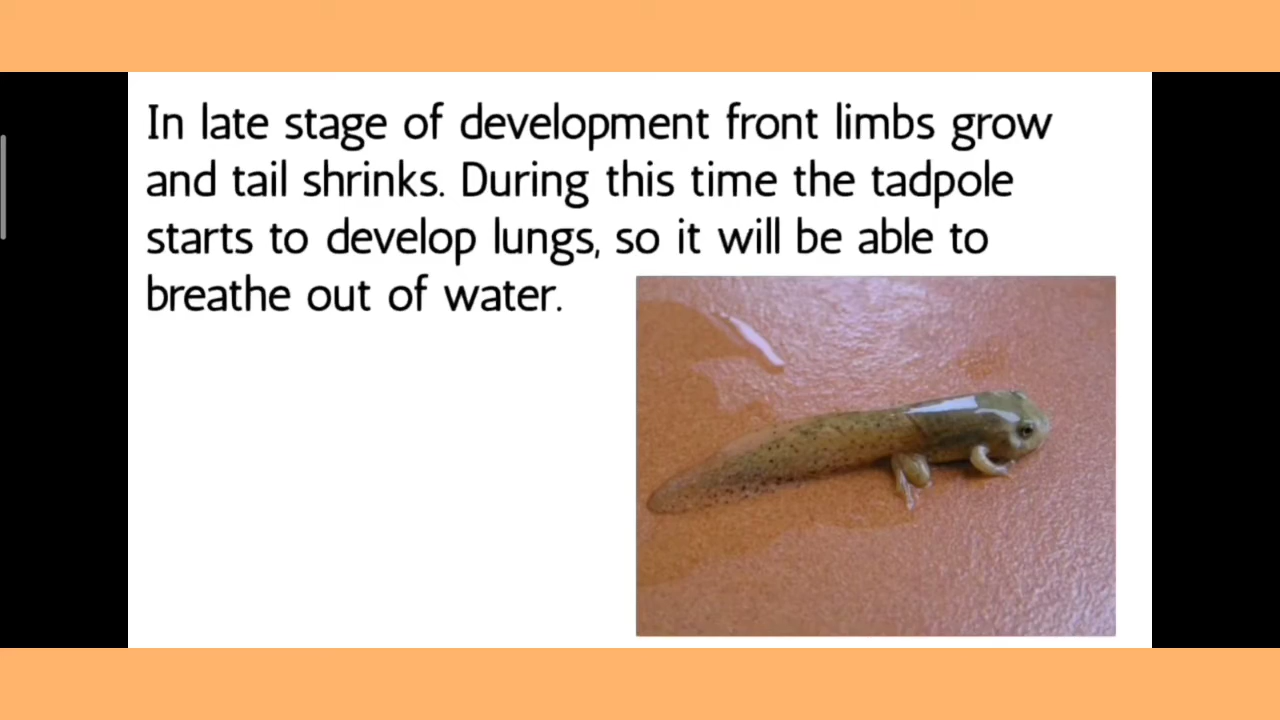 In late stage of development front limbs grow
and tail shrinks. During this time the tadpole
starts to develop lungs, so it will be able to
breathe out of water.